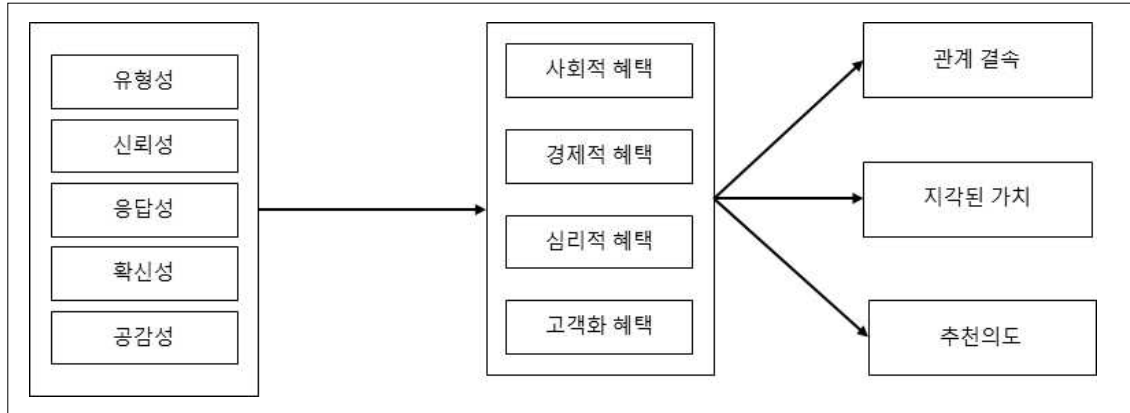 유형성
신뢰성
응답성
확신성
공감성
사회적 혜택
경제적 혜택
심리적 혜택
고객화 혜택
관계 결속
지각된 가치
추천의도